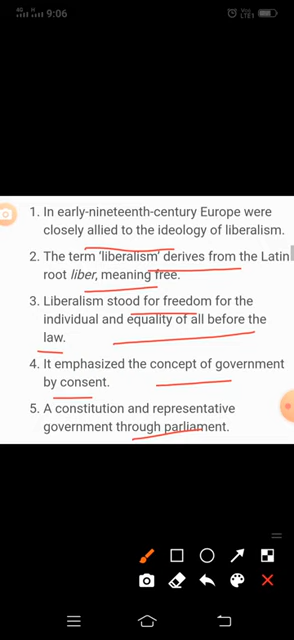 4G H 9:06 Vo) LTE1
1. In early-nineteenth-century Europe were
closely allied to the ideology of liberalism.
2. The term ‘liberalism’ derives from the Latin
root liber, meaning free.
3. Liberalism stood for freedom for the
individual and equality of all before the
law.
4. It emphasized the concept of government
by consent.
5. A constitution and representative
government through parliament.